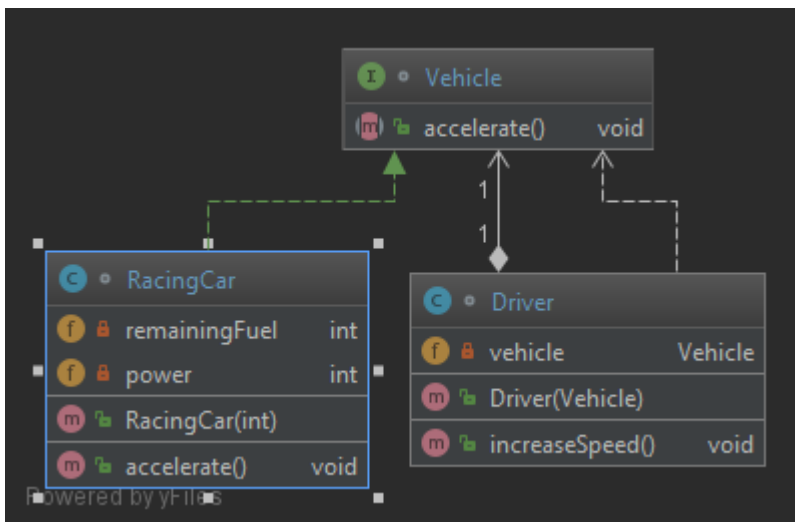 I Vehicle
m accelerate() void
1
1
C RacingCar
f remainingFuel int
f power int
m RacingCar(int)
m accelerate() void
C Driver
f vehicle Vehicle
m Driver(Vehicle)
m increaseSpeed() void
Powered by yFiles